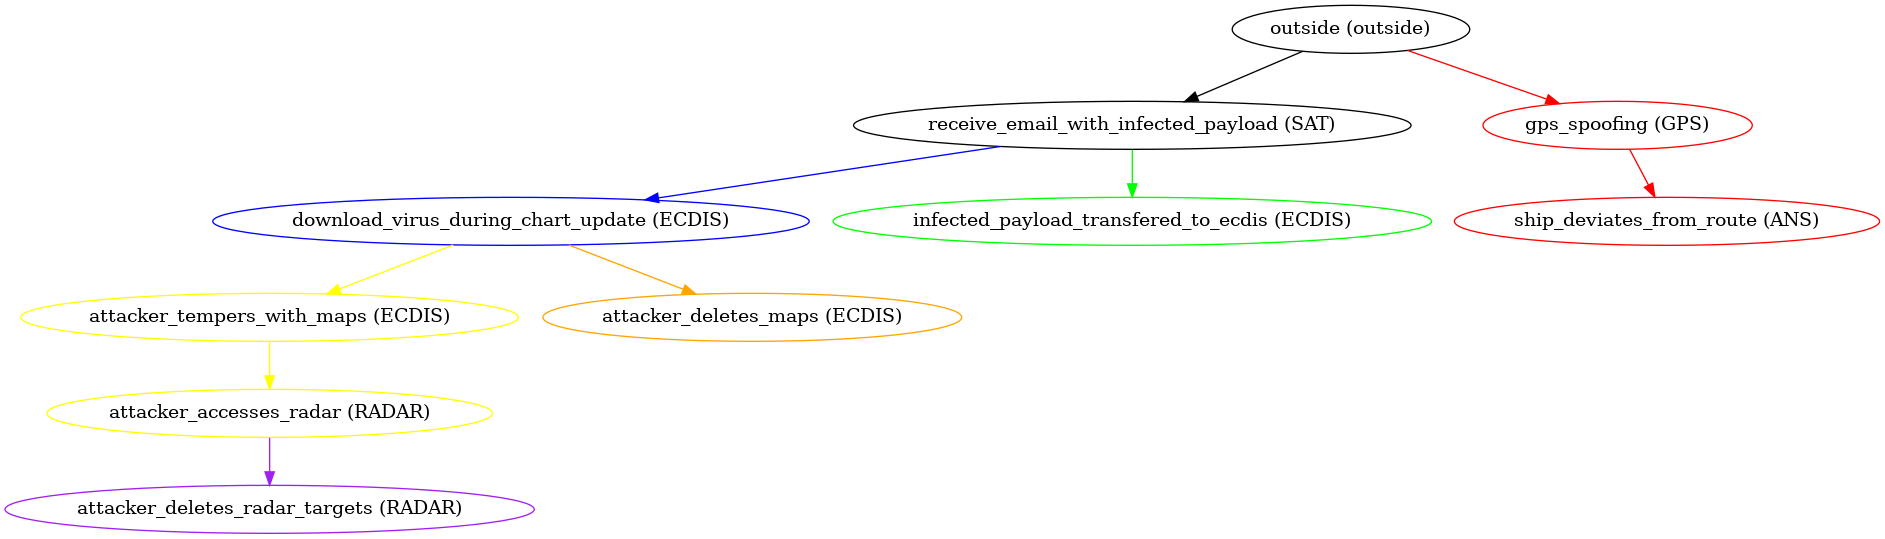 outside (outside)
receive_email_with_infected_payload (SAT)
gps_spoofing (GPS)
download_virus_during_chart_update (ECDIS)
infected_payload_transfered_to_ecdis (ECDIS)
ship_deviates_from_route (ANS)
attacker_tempers_with_maps (ECDIS)
attacker_deletes_maps (ECDIS)
attacker_accesses_radar (RADAR)
attacker_deletes_radar_targets (RADAR)